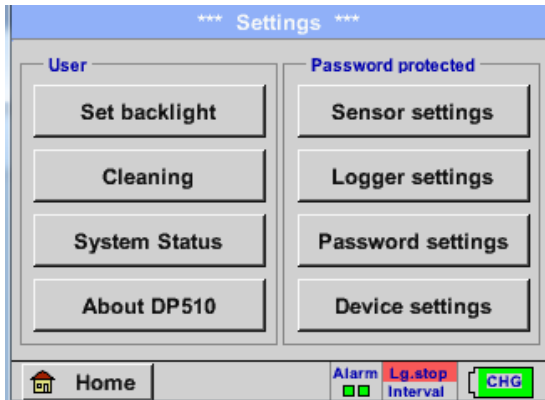 *** Settings ***
User
Set backlight
Cleaning
System Status
About DP510
Password protected
Sensor settings
Logger settings
Password settings
Device settings
Home
Alarm
Lg.stop
Interval
CHG